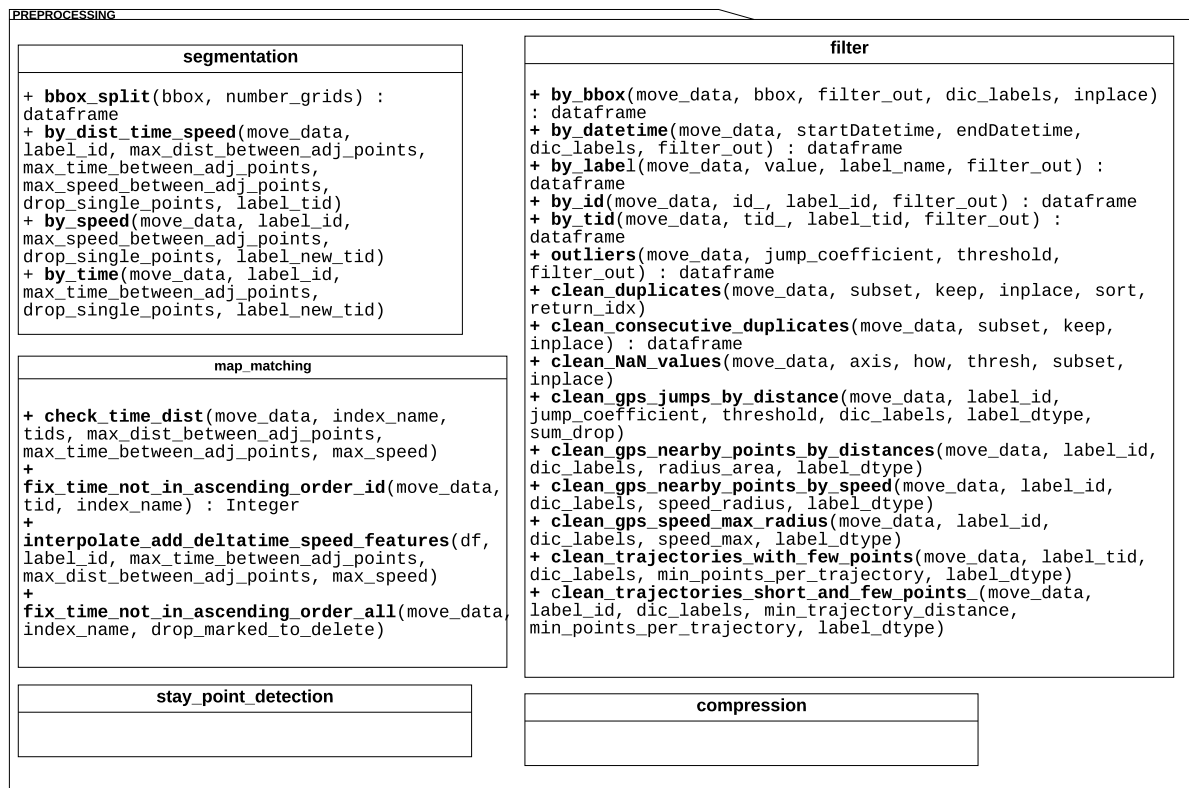 PREPROCESSING
segmentation
+ bbox_split(bbox, number_grids) :
dataframe
+ by_dist_time_speed(move_data,
label_id, max_dist_between_adj_points,
max_time_between_adj_points,
max_speed_between_adj_points,
drop_single_points, label_tid)
+ by_speed(move_data, label_id,
max_speed_between_adj_points,
drop_single_points, label_new_tid)
+ by_time(move_data, label_id,
max_time_between_adj_points,
drop_single_points, label_new_tid)
map_matching
+ check_time_dist(move_data, index_name,
tids, max_dist_between_adj_points,
max_time_between_adj_points, max_speed)
+
fix_time_not_in_ascending_order_id(move_data,
tid, index_name) : Integer
+
interpolate_add_deltatime_speed_features(df,
label_id, max_time_between_adj_points,
max_dist_between_adj_points, max_speed)
+
fix_time_not_in_ascending_order_all(move_data,
index_name, drop_marked_to_delete)
stay_point_detection
filter
+ by_bbox(move_data, bbox, filter_out, dic_labels, inplace)
: dataframe
+ by_datetime(move_data, startDatetime, endDatetime,
dic_labels, filter_out) : dataframe
+ by_label(move_data, value, label_name, filter_out) :
dataframe
+ by_id(move_data, id_, label_id, filter_out) : dataframe
+ by_tid(move_data, tid_, label_tid, filter_out) :
dataframe
+ outliers(move_data, jump_coefficient, threshold,
filter_out) : dataframe
+ clean_duplicates(move_data, subset, keep, inplace, sort,
return_idx)
+ clean_consecutive_duplicates(move_data, subset, keep,
inplace) : dataframe
+ clean_NaN_values(move_data, axis, how, thresh, subset,
inplace)
+ clean_gps_jumps_by_distance(move_data, label_id,
jump_coefficient, threshold, dic_labels, label_dtype,
sum_drop)
+ clean_gps_nearby_points_by_distances(move_data, label_id,
dic_labels, radius_area, label_dtype)
+ clean_gps_nearby_points_by_speed(move_data, label_id,
dic_labels, speed_radius, label_dtype)
+ clean_gps_speed_max_radius(move_data, label_id,
dic_labels, speed_max, label_dtype)
+ clean_trajectories_with_few_points(move_data, label_tid,
dic_labels, min_points_per_trajectory, label_dtype)
+ clean_trajectories_short_and_few_points_(move_data,
label_id, dic_labels, min_trajectory_distance,
min_points_per_trajectory, label_dtype)
compression